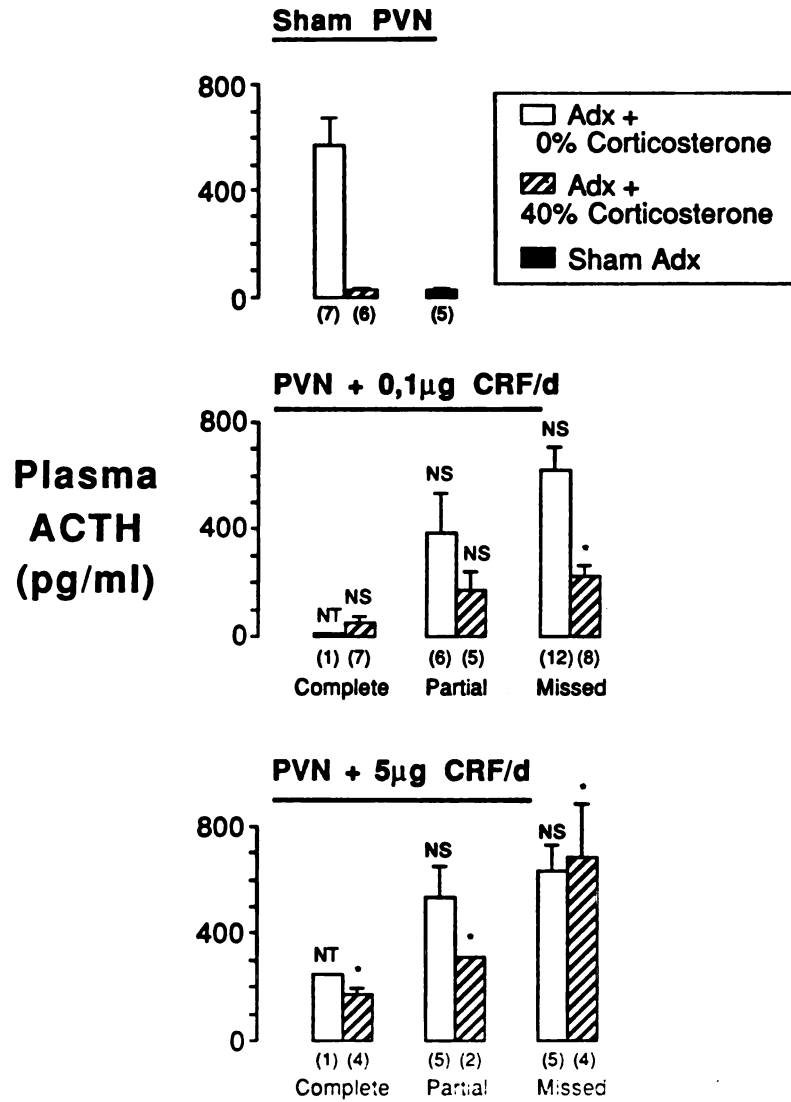 Sham PVN
800
400
0
(7) (6) (5)
Adx +
0% Corticosterone
Adx +
40% Corticosterone
Sham Adx
Plasma
ACTH
(pg/ml)
PVN + 0,1µg CRF/d
800
400
0
NT NS
NS
NS
NS
*
(1) (7) (6) (5) (12) (8)
Complete Partial Missed
PVN + 5µg CRF/d
800
400
0
NT *
NS
*
NS
*
(1) (4) (5) (2) (5) (4)
Complete Partial Missed